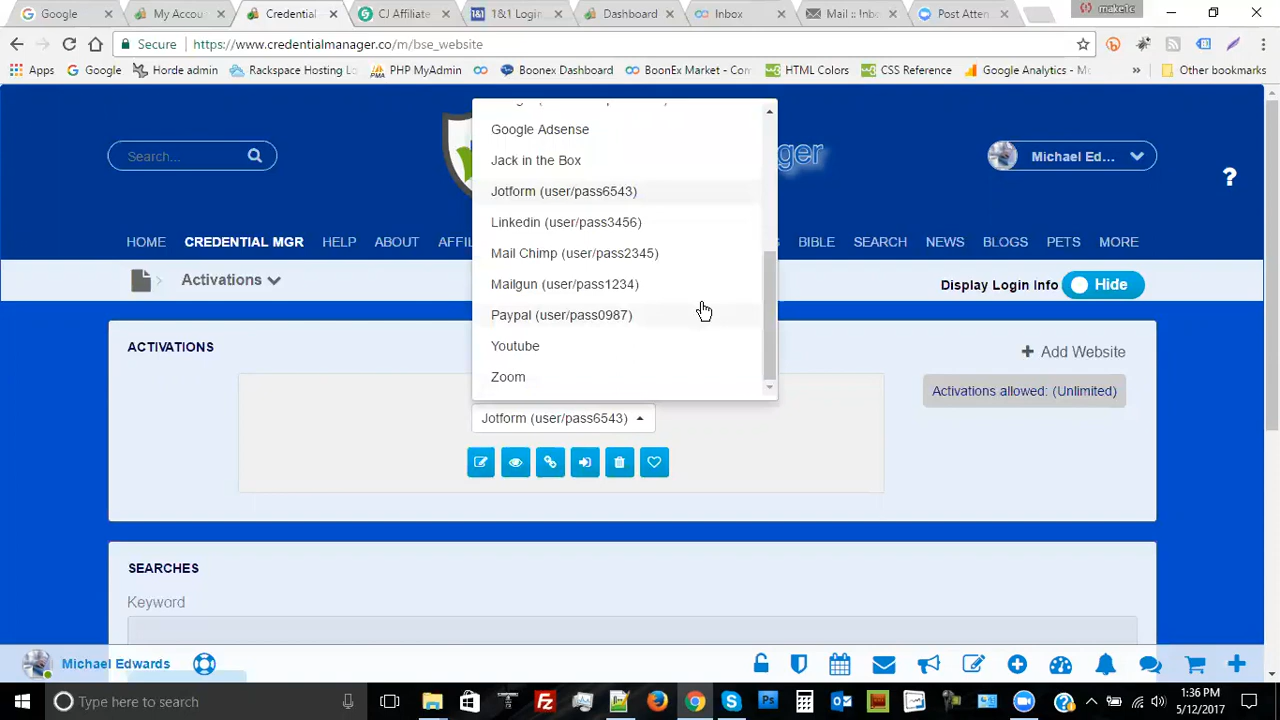 Google
My Accou
Credential
CJ Affiliate
1&1 Login
Dashboard
Inbox
Mail :: Inbo
Post Atten
make1c
Secure
https://www.credentialmanager.co/m/bse_website
Apps
Google
Horde admin
Rackspace Hosting Lo
PHP MyAdmin
Boonex Dashboard
BoonEx Market - Com
HTML Colors
CSS Reference
Google Analytics - Mo
»
Other bookmarks
Search...
Michael Ed...
?
HOME
CREDENTIAL MGR
HELP
ABOUT
BIBLE
SEARCH
NEWS
BLOGS
PETS
MORE
Activations
Display Login Info
Hide
Google Adsense
Jack in the Box
Jotform (user/pass6543)
Linkedin (user/pass3456)
Mail Chimp (user/pass2345)
Mailgun (user/pass1234)
Paypal (user/pass0987)
Youtube
Zoom
ACTIVATIONS
Add Website
Activations allowed: (Unlimited)
Jotform (user/pass6543)
SEARCHES
Keyword
Michael Edwards
Type here to search
1:36 PM
5/12/2017